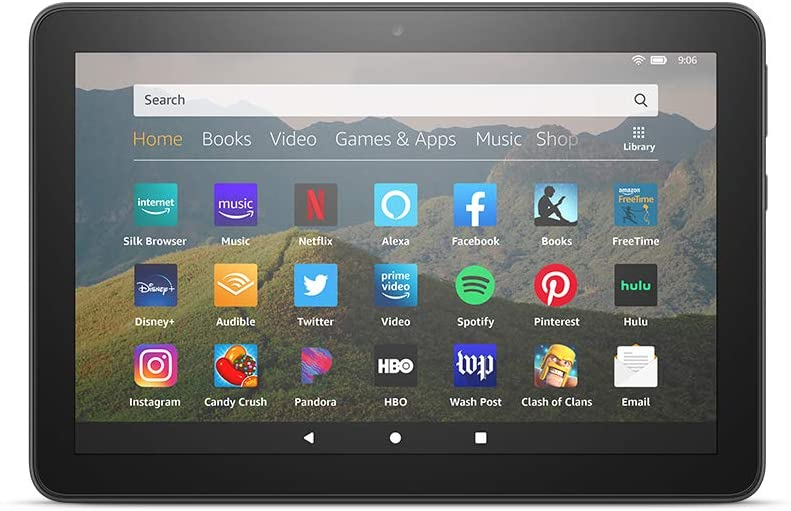 9:06
Search
Home Books Video Games & Apps Music Shop Library
internet music N f amazon FreeTime
Silk Browser Music Netflix Alexa Facebook Books FreeTime
Disney+ prime video hulu
Disney+ Audible Twitter Video Spotify Pinterest Hulu
HBO wp
Instagram Candy Crush Pandora HBO Wash Post Clash of Clans Email